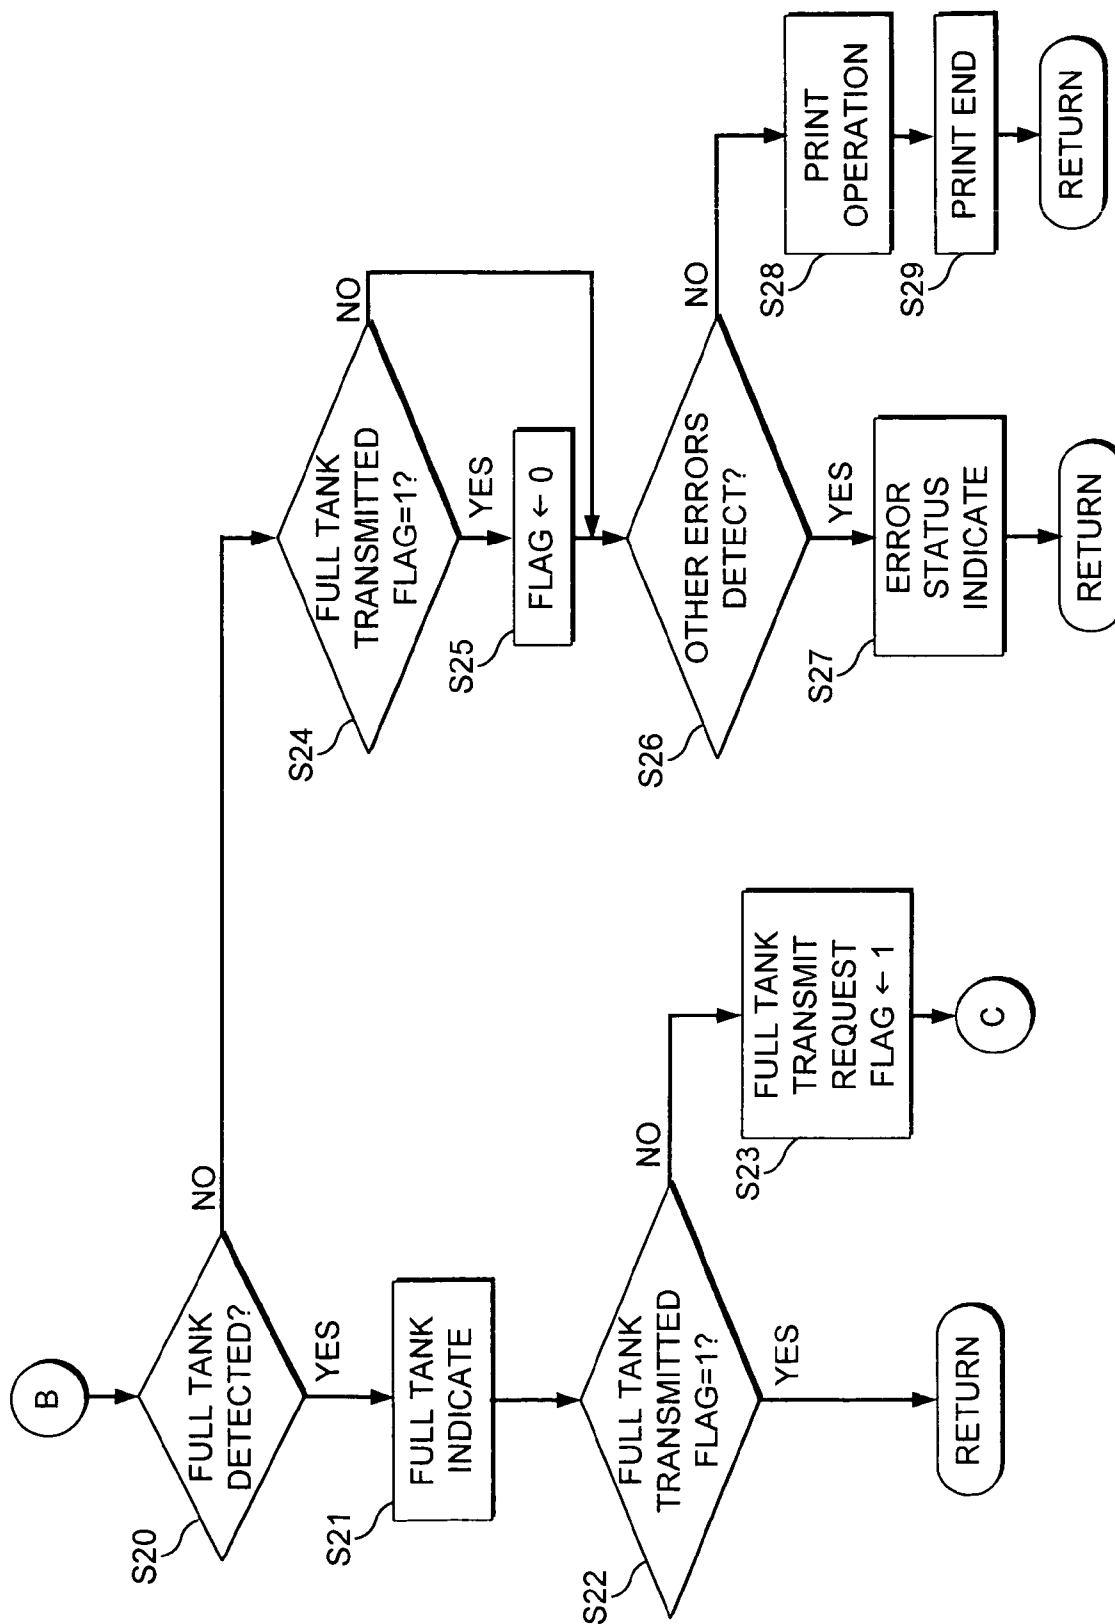 B
S20
FULL TANK
DETECTED?
NO
YES
S21
FULL TANK
INDICATE
S22
FULL TANK
TRANSMITTED
FLAG=1?
NO
YES
RETURN
S23
FULL TANK
TRANSMIT
REQUEST
FLAG ← 1
C
S24
FULL TANK
TRANSMITTED
FLAG=1?
NO
YES
S25
FLAG ← 0
S26
OTHER ERRORS
DETECT?
NO
YES
S27
ERROR
STATUS
INDICATE
RETURN
S28
PRINT
OPERATION
S29
PRINT END
RETURN